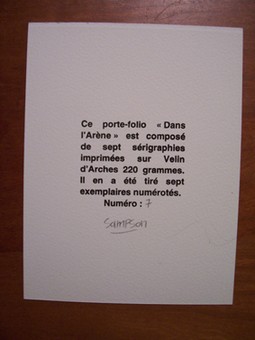 Ce porte-folio « Dans
l'Arène » est composé
de sept sérigraphies
imprimées sur Velin
d'Arches 220 grammes.
Il en a été tiré sept
exemplaires numérotés.
Numéro : 7
SAMPSON